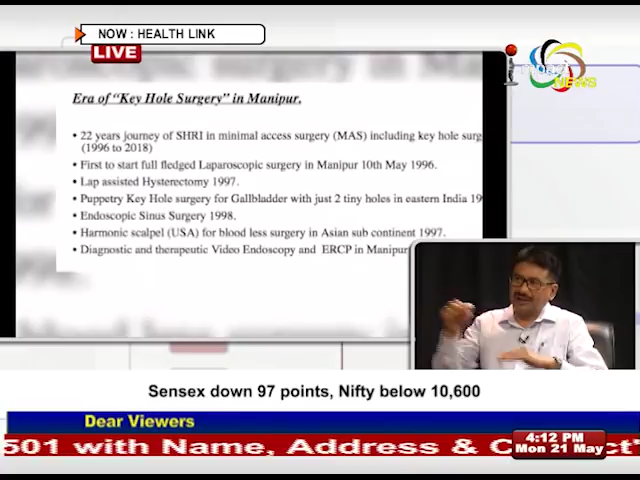 NOW : HEALTH LINK
LIVE
impact
NEWS
Era of "Key Hole Surgery" in Manipur.
• 22 years journey of SHRI in minimal access surgery (MAS) including key hole surg
(1996 to 2018)
• First to start full fledged Laparoscopic surgery in Manipur 10th May 1996.
• Lap assisted Hysterectomy 1997.
• Puppetry Key Hole surgery for Gallbladder with just 2 tiny holes in eastern India 19
• Endoscopic Sinus Surgery 1998.
• Harmonic scalpel (USA) for blood less surgery in Asian sub continent 1997.
• Diagnostic and therapeutic Video Endoscopy and ERCP in Manipur
Sensex down 97 points, Nifty below 10,600
Dear Viewers
501 with Name, Address & C ct"
4:12 PM
Mon 21 May